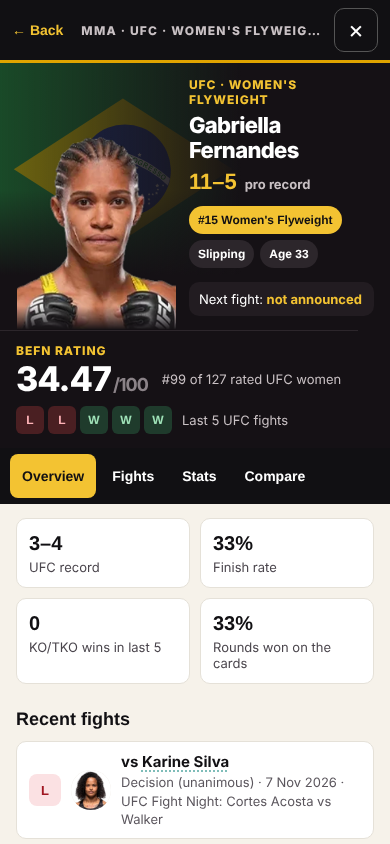 ← Back
MMA · UFC · WOMEN'S FLYWEIG...
×
UFC · WOMEN'S
FLYWEIGHT
Gabriella
Fernandes
11–5 pro record
#15 Women's Flyweight
Slipping
Age 33
Next fight: not announced
BEFN RATING
34.47/100 #99 of 127 rated UFC women
L L W W W Last 5 UFC fights
Overview Fights Stats Compare
3–4
UFC record
33%
Finish rate
0
KO/TKO wins in last 5
33%
Rounds won on the
cards
Recent fights
L
vs Karine Silva
Decision (unanimous) · 7 Nov 2026 ·
UFC Fight Night: Cortes Acosta vs
Walker